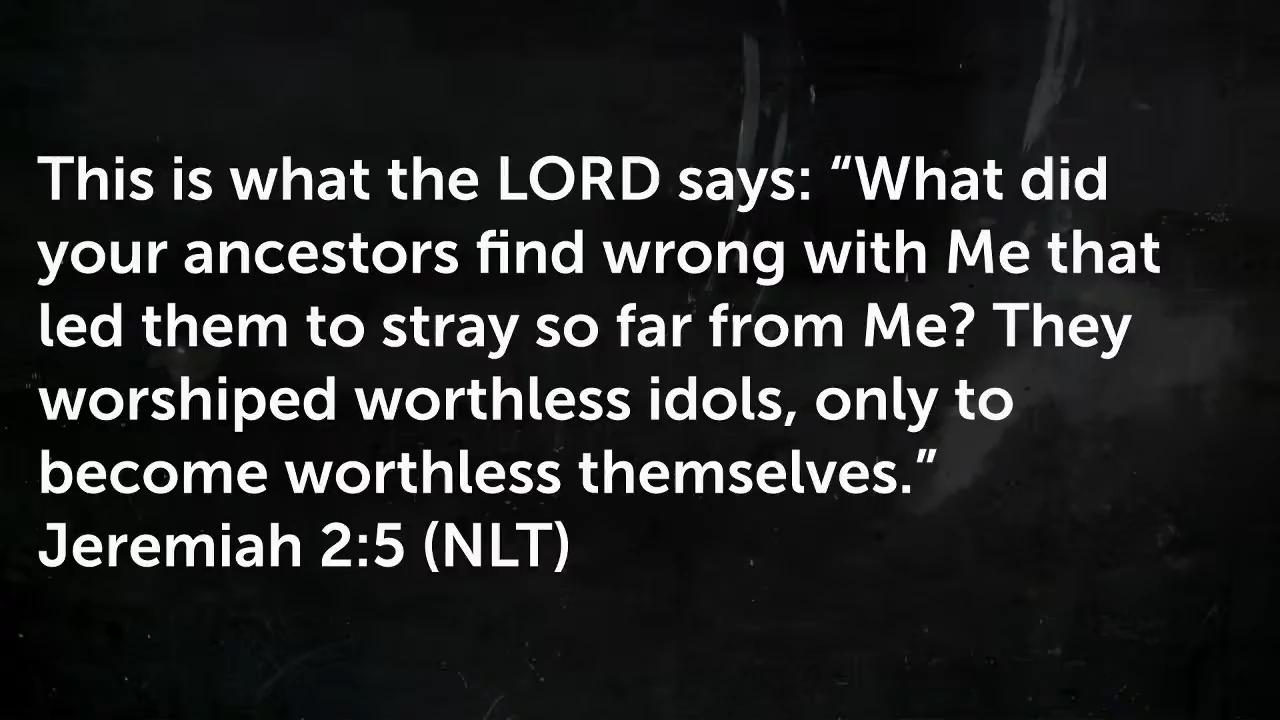 This is what the LORD says: “What did
your ancestors find wrong with Me that
led them to stray so far from Me? They
worshiped worthless idols, only to
become worthless themselves.”
Jeremiah 2:5 (NLT)